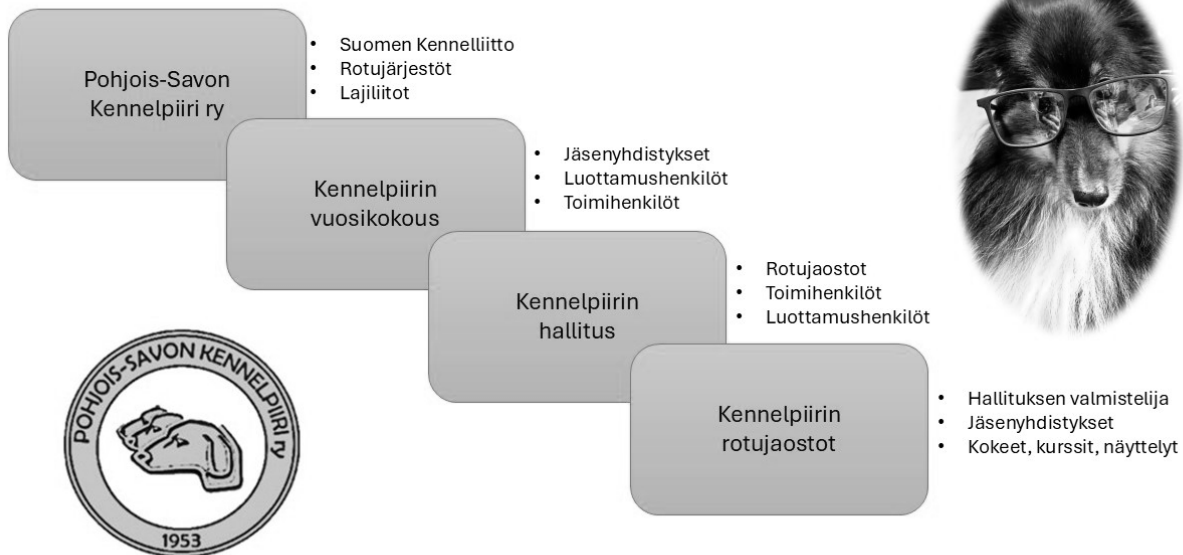 Pohjois-Savon
Kennelpiiri ry
• Suomen Kennelliitto
• Rotujärjestöt
• Lajiliitot
Kennelpiirin
vuosikokous
• Jäsenyhdistykset
• Luottamushenkilöt
• Toimihenkilöt
Kennelpiirin
hallitus
• Rotujaostot
• Toimihenkilöt
• Luottamushenkilöt
Kennelpiirin
rotujaostot
• Hallituksen valmistelija
• Jäsenyhdistykset
• Kokeet, kurssit, näyttelyt
POHJOIS-SAVON KENNELPIIRI ry
1953